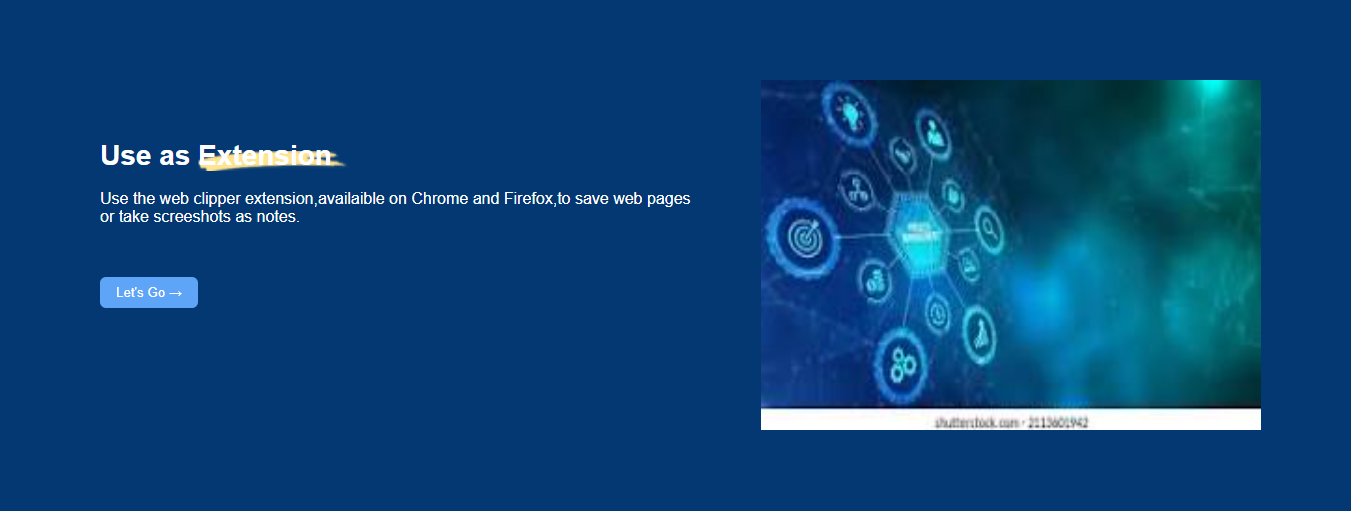 Use as Extension
Use the web clipper extension,availaible on Chrome and Firefox,to save web pages
or take screeshots as notes.
Let's Go →
shutterstock.com · 2113601942